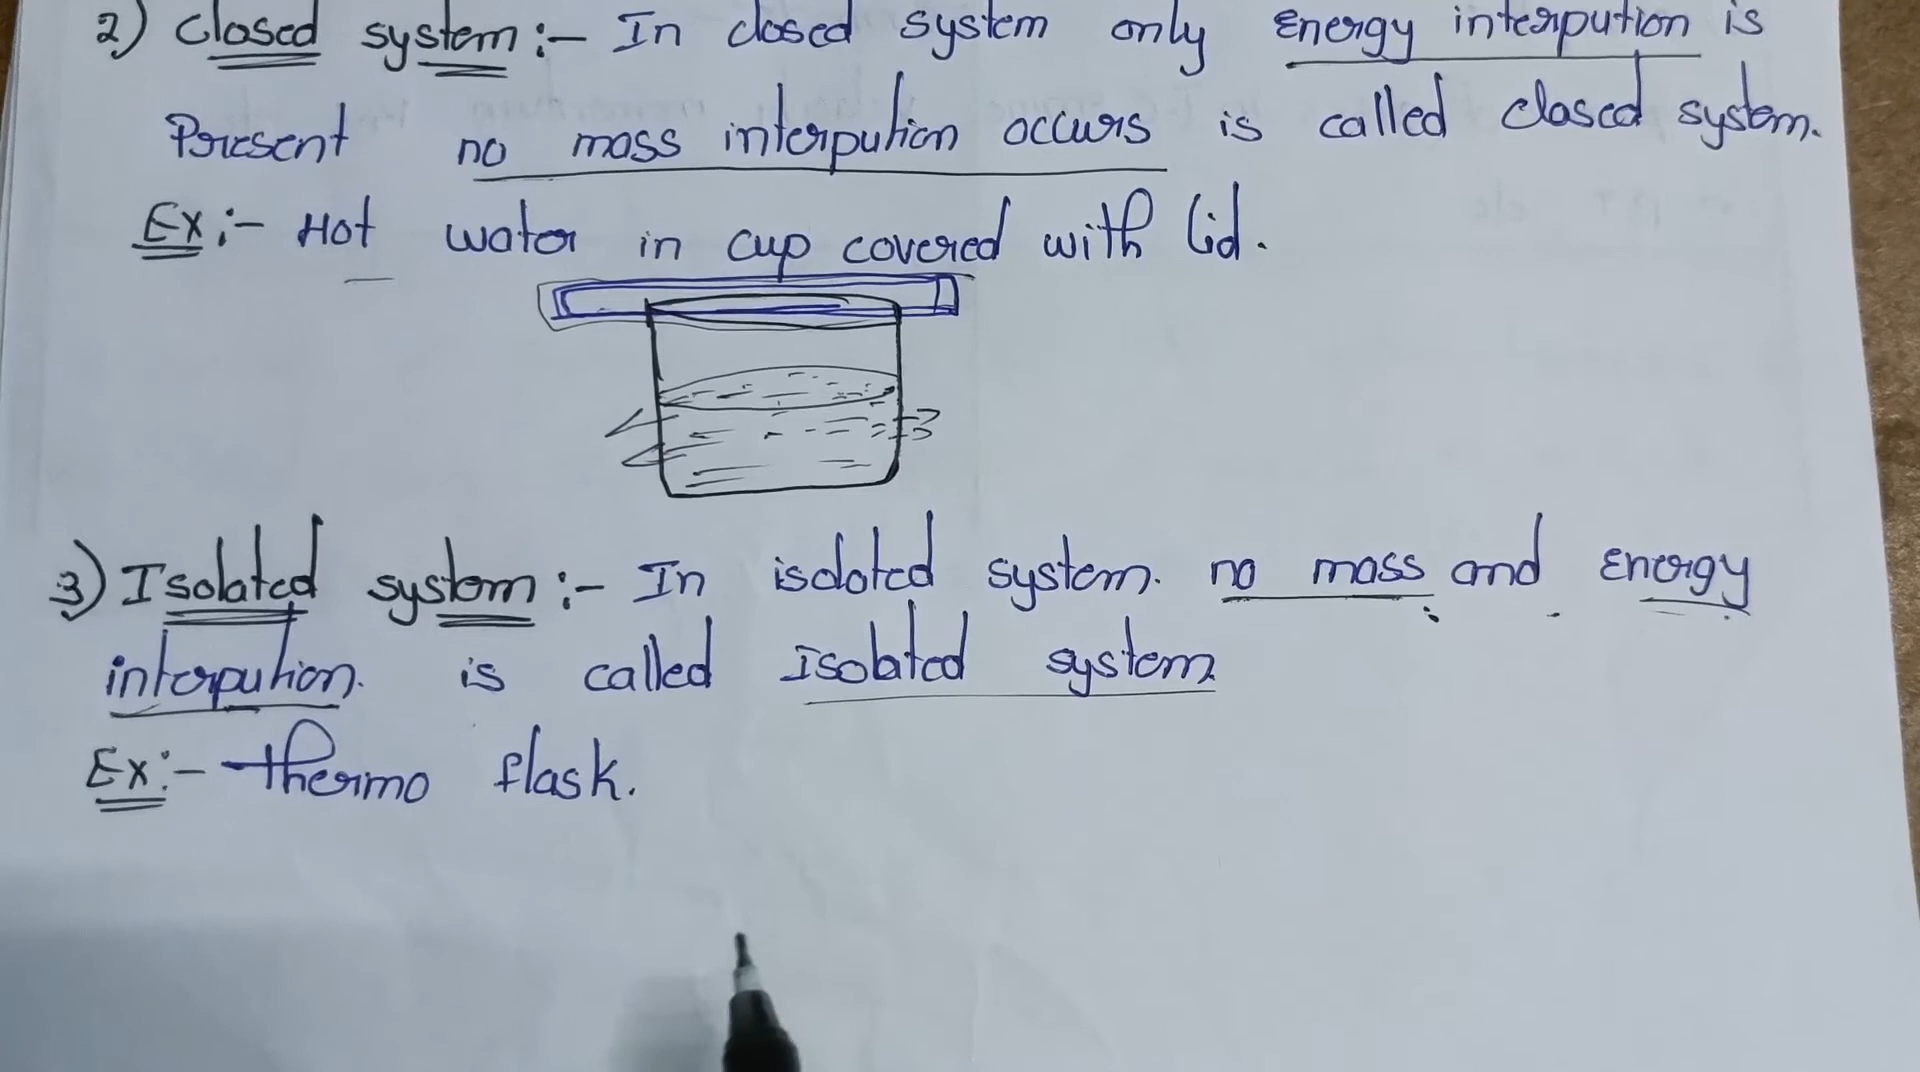 2) Closed system :- In closed system only Energy interpution is
Present no mass interpution occurs is called closed system.
Ex :- Hot water in cup covered with lid.
3) Isolated system :- In isolated system. no mass and Energy
interpution. is called Isolated system
Ex :- thermo flask.